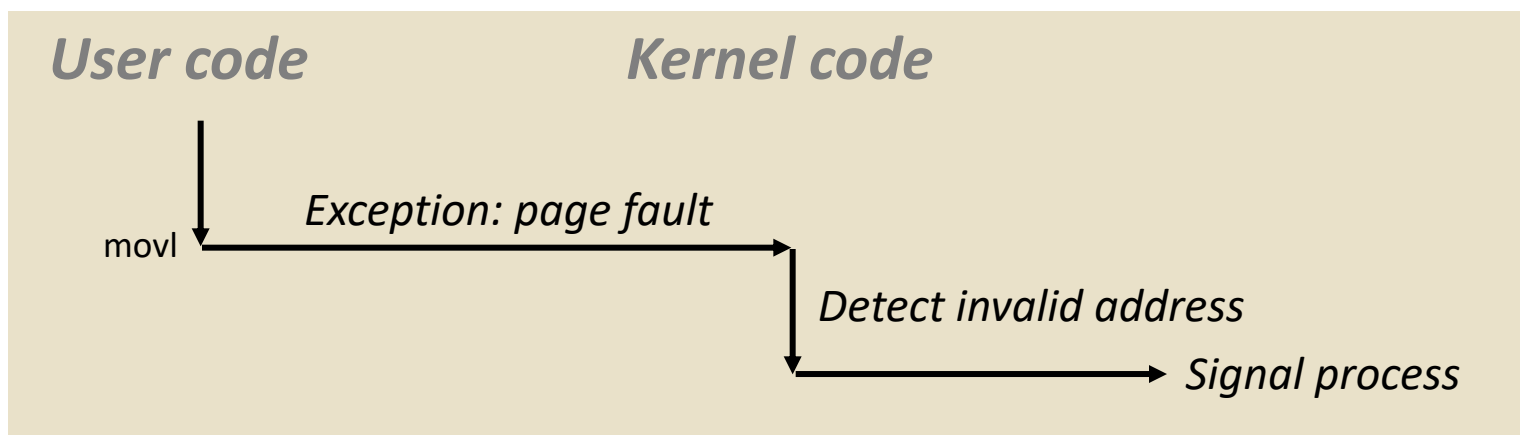 User code
Kernel code
Exception: page fault
movl
Detect invalid address
Signal process